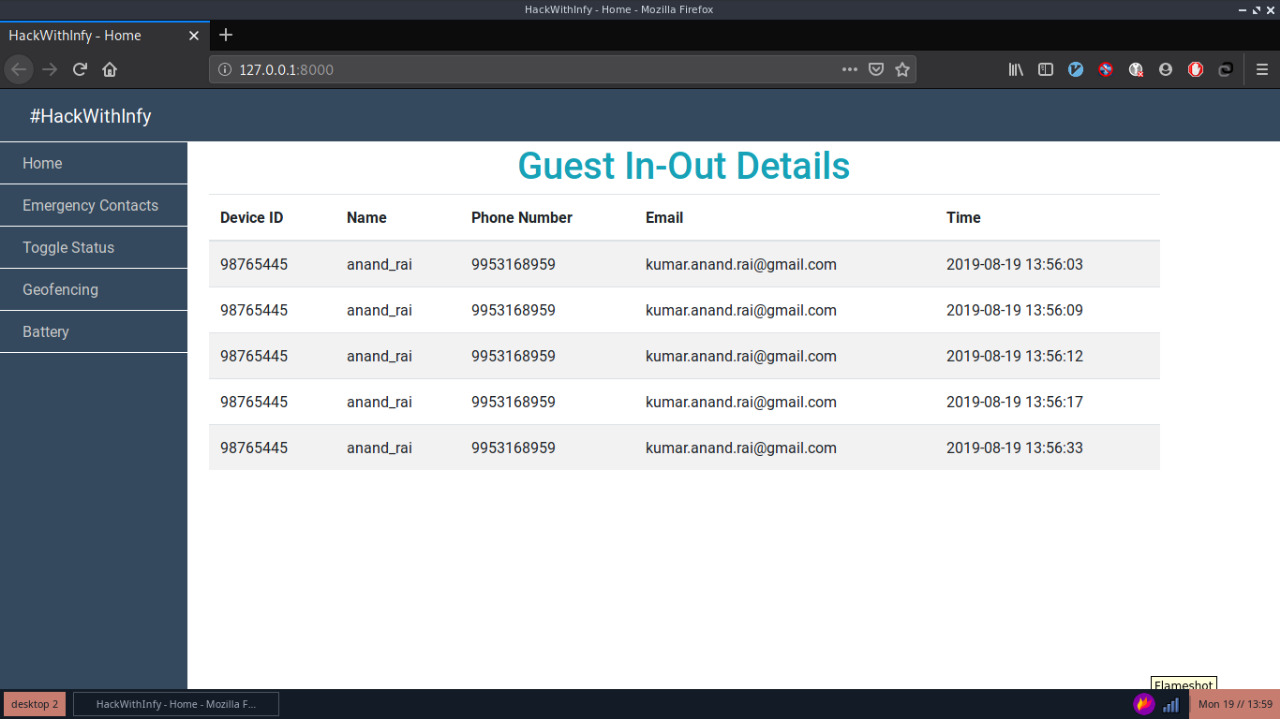 HackWithInfy - Home - Mozilla Firefox
HackWithInfy - Home
127.0.0.1:8000
#HackWithInfy
Home
Emergency Contacts
Toggle Status
Geofencing
Battery
Guest In-Out Details
Device ID Name Phone Number Email Time
98765445 anand_rai 9953168959 kumar.anand.rai@gmail.com 2019-08-19 13:56:03
98765445 anand_rai 9953168959 kumar.anand.rai@gmail.com 2019-08-19 13:56:09
98765445 anand_rai 9953168959 kumar.anand.rai@gmail.com 2019-08-19 13:56:12
98765445 anand_rai 9953168959 kumar.anand.rai@gmail.com 2019-08-19 13:56:17
98765445 anand_rai 9953168959 kumar.anand.rai@gmail.com 2019-08-19 13:56:33
Flameshot
desktop 2 HackWithInfy - Home - Mozilla F... Mon 19 // 13:59